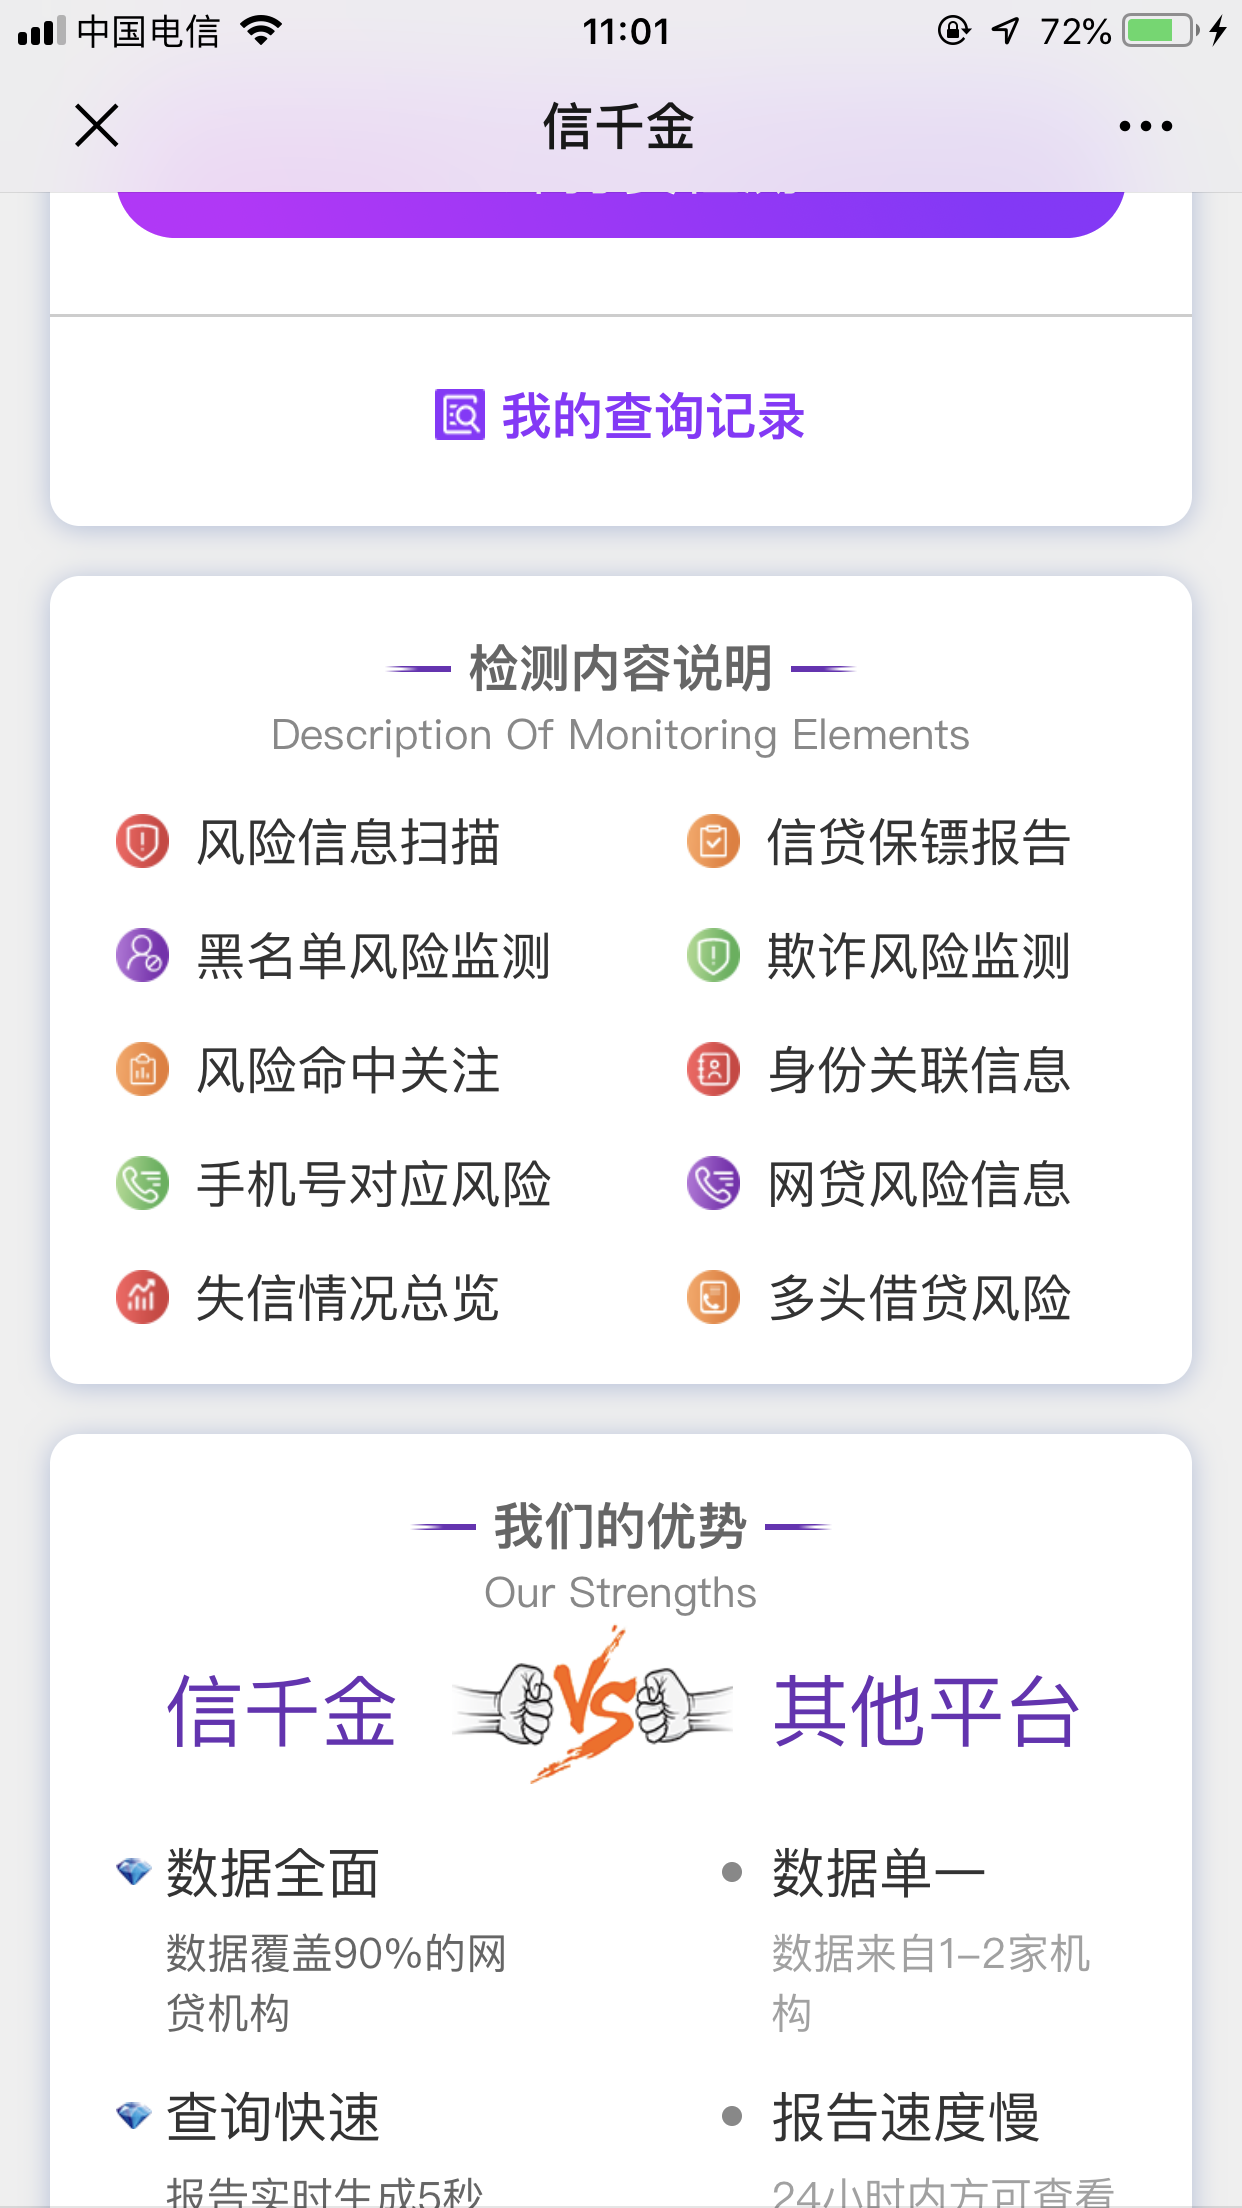 中国电信 11:01 72%
信千金
我的查询记录
检测内容说明
Description Of Monitoring Elements
风险信息扫描 信贷保镖报告
黑名单风险监测 欺诈风险监测
风险命中关注 身份关联信息
手机号对应风险 网贷风险信息
失信情况总览 多头借贷风险
我们的优势
Our Strengths
信千金 VS 其他平台
数据全面 数据单一
数据覆盖90%的网 数据来自1-2家机
贷机构 构
查询快速 报告速度慢
报告实时生成5秒 24小时内方可查看